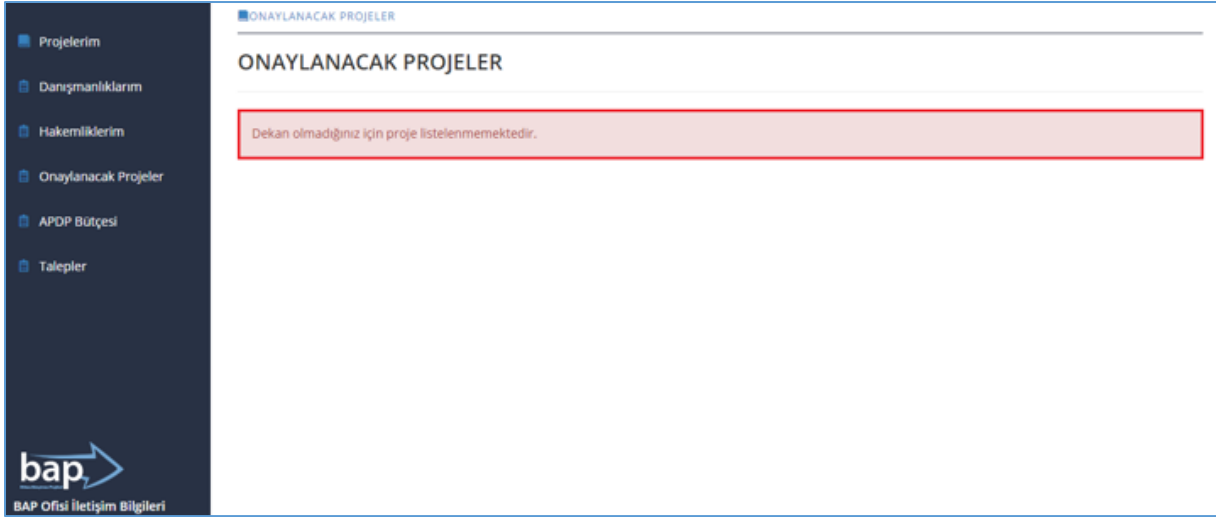 ONAYLANACAK PROJELER
Projelerim
ONAYLANACAK PROJELER
Danışmanlıklarım
Hakemliklerim
Dekan olmadığınız için proje listelenmemektedir.
Onaylanacak Projeler
APDP Bütçesi
Talepler
bap
BAP Ofisi İletişim Bilgileri